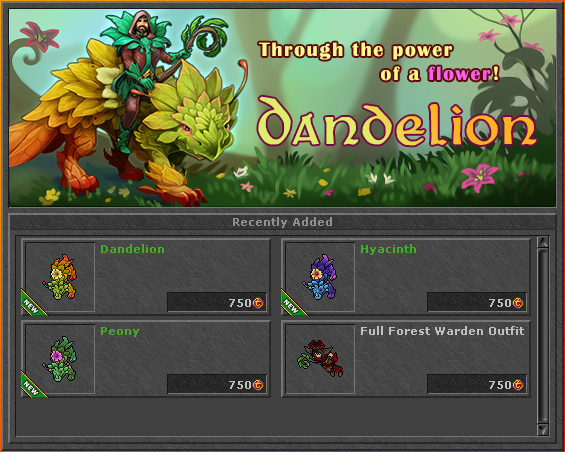 Through the power
of a flower!
Dandelion
Recently Added
Dandelion
NEW
750
Hyacinth
NEW
750
Peony
NEW
750
Full Forest Warden Outfit
750